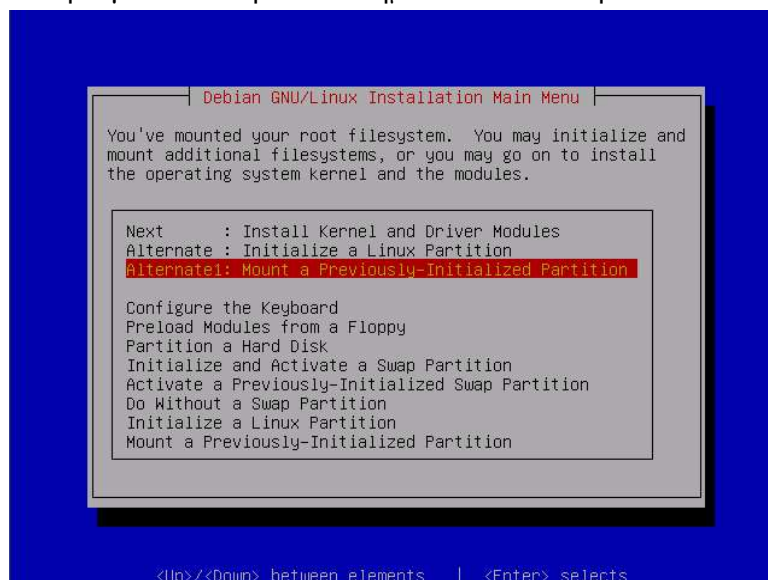 Debian GNU/Linux Installation Main Menu
You've mounted your root filesystem.  You may initialize and
mount additional filesystems, or you may go on to install
the operating system kernel and the modules.
Next      : Install Kernel and Driver Modules
Alternate : Initialize a Linux Partition
Alternate1: Mount a Previously-Initialized Partition
Configure the Keyboard
Preload Modules from a Floppy
Partition a Hard Disk
Initialize and Activate a Swap Partition
Activate a Previously-Initialized Swap Partition
Do Without a Swap Partition
Initialize a Linux Partition
Mount a Previously-Initialized Partition
<Up>/<Down> between elements   |  <Enter> selects